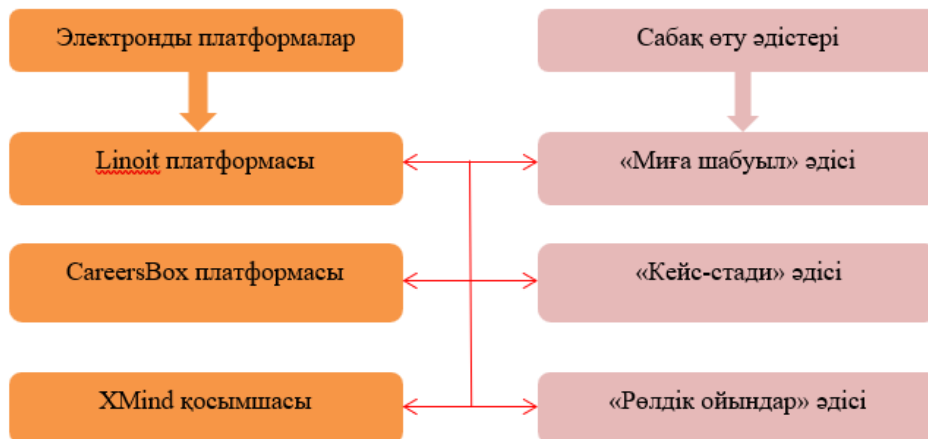 Электронды платформалар
Сабақ өту әдістері
Linoit платформасы
«Миға шабуыл» әдісі
CareersBox платформасы
«Кейс-стади» әдісі
XMind қосымшасы
«Рөлдік ойындар» әдісі